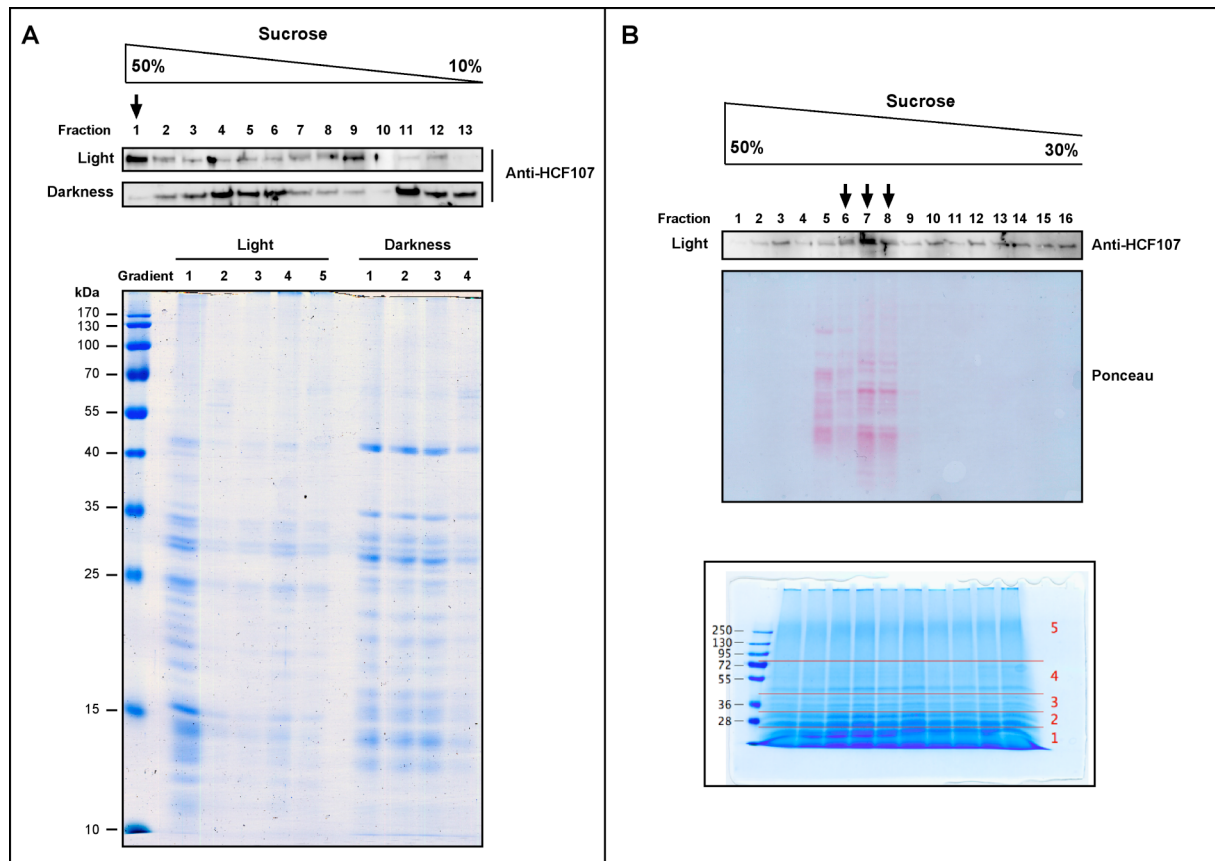 A
Sucrose
50% 10%
Fraction 1 2 3 4 5 6 7 8 9 10 11 12 13
Light
Anti-HCF107
Darkness
Light Darkness
Gradient 1 2 3 4 5 1 2 3 4
kDa
170
130
100
70
55
40
35
25
15
10
B
Sucrose
50% 30%
Fraction 1 2 3 4 5 6 7 8 9 10 11 12 13 14 15 16
Light Anti-HCF107
Ponceau
250
130
95
72
55
36
28
5
4
3
2
1